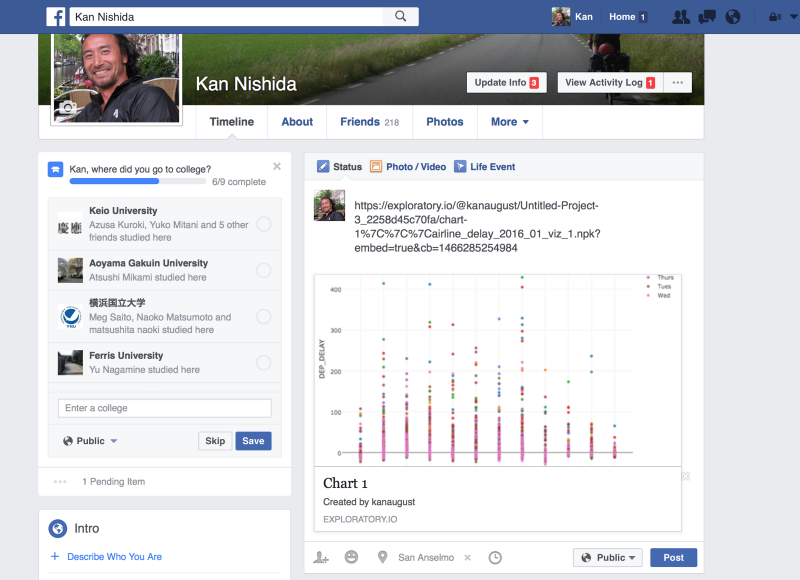 Kan Nishida
Kan
Home 1
Kan Nishida
Update Info 3
View Activity Log 1
Timeline
About
Friends 218
Photos
More
Kan, where did you go to college?
6/9 complete
Keio University
Azusa Kuroki, Yuko Mitani and 5 other
friends studied here
Aoyama Gakuin University
Atsushi Mikami studied here
横浜国立大学
Meg Saito, Naoko Matsumoto and
matsushita naoki studied here
Ferris University
Yu Nagamine studied here
Enter a college
Public
Skip
Save
1 Pending Item
Intro
Describe Who You Are
Status
Photo / Video
Life Event
https://exploratory.io/@kanaugust/Untitled-Project-
3_2258d45c70fa/chart-
1%7C%7C%7Cairline_delay_2016_01_viz_1.npk?
embed=true&cb=1466285254984
Thurs
Tues
Wed
DEP_DELAY
400
300
200
100
0
Chart 1
Created by kanaugust
EXPLORATORY.IO
San Anselmo
Public
Post